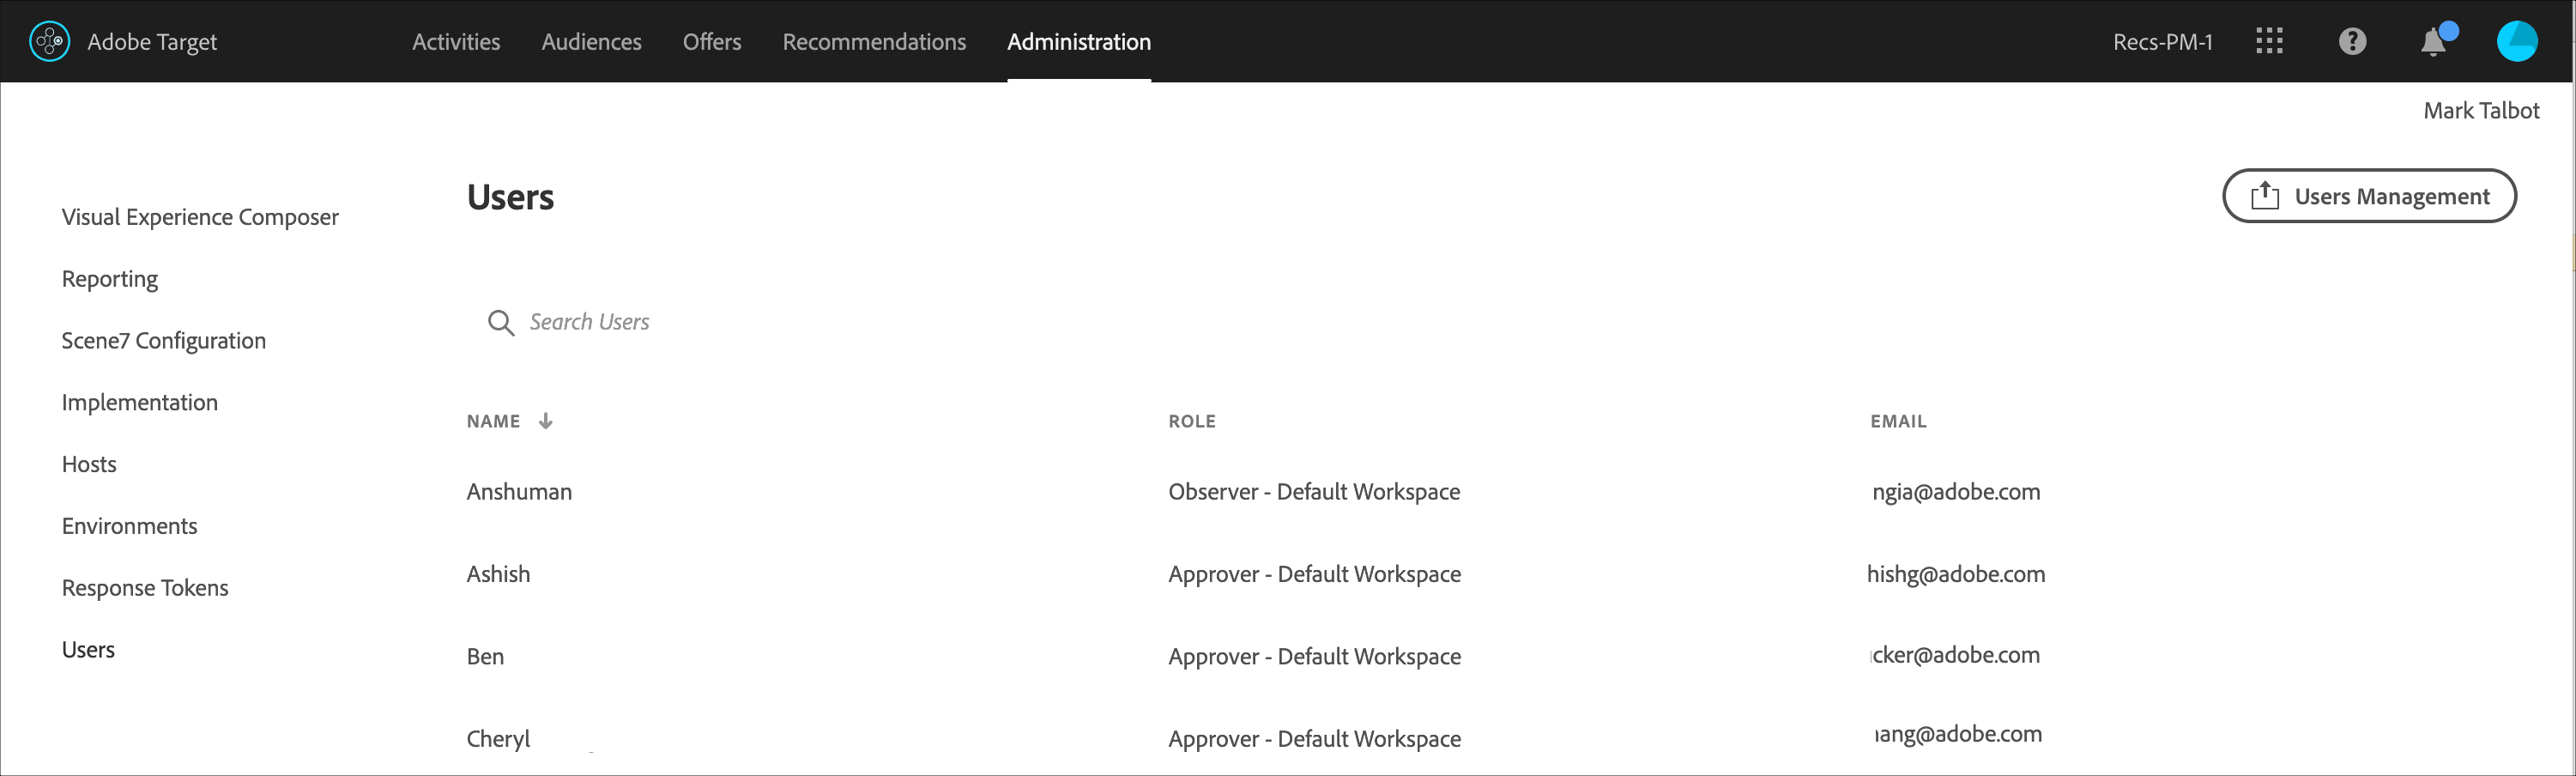 Adobe Target Activities Audiences Offers Recommendations Administration Recs-PM-1
Mark Talbot
Users
Users Management
Visual Experience Composer
Reporting
Scene7 Configuration
Implementation
Hosts
Environments
Response Tokens
Users
Search Users
NAME ROLE EMAIL
Anshuman Observer - Default Workspace ngia@adobe.com
Ashish Approver - Default Workspace hishg@adobe.com
Ben Approver - Default Workspace cker@adobe.com
Cheryl Approver - Default Workspace ang@adobe.com